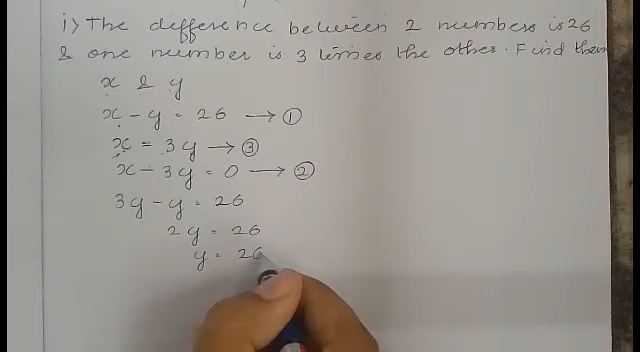 i) The difference between 2 numbers is 26
& one number is 3 times the other. Find them
x & y
x - y = 26 → ①
x = 3y → ③
x - 3y = 0 → ②
3y - y = 26
2y = 26
y = 26